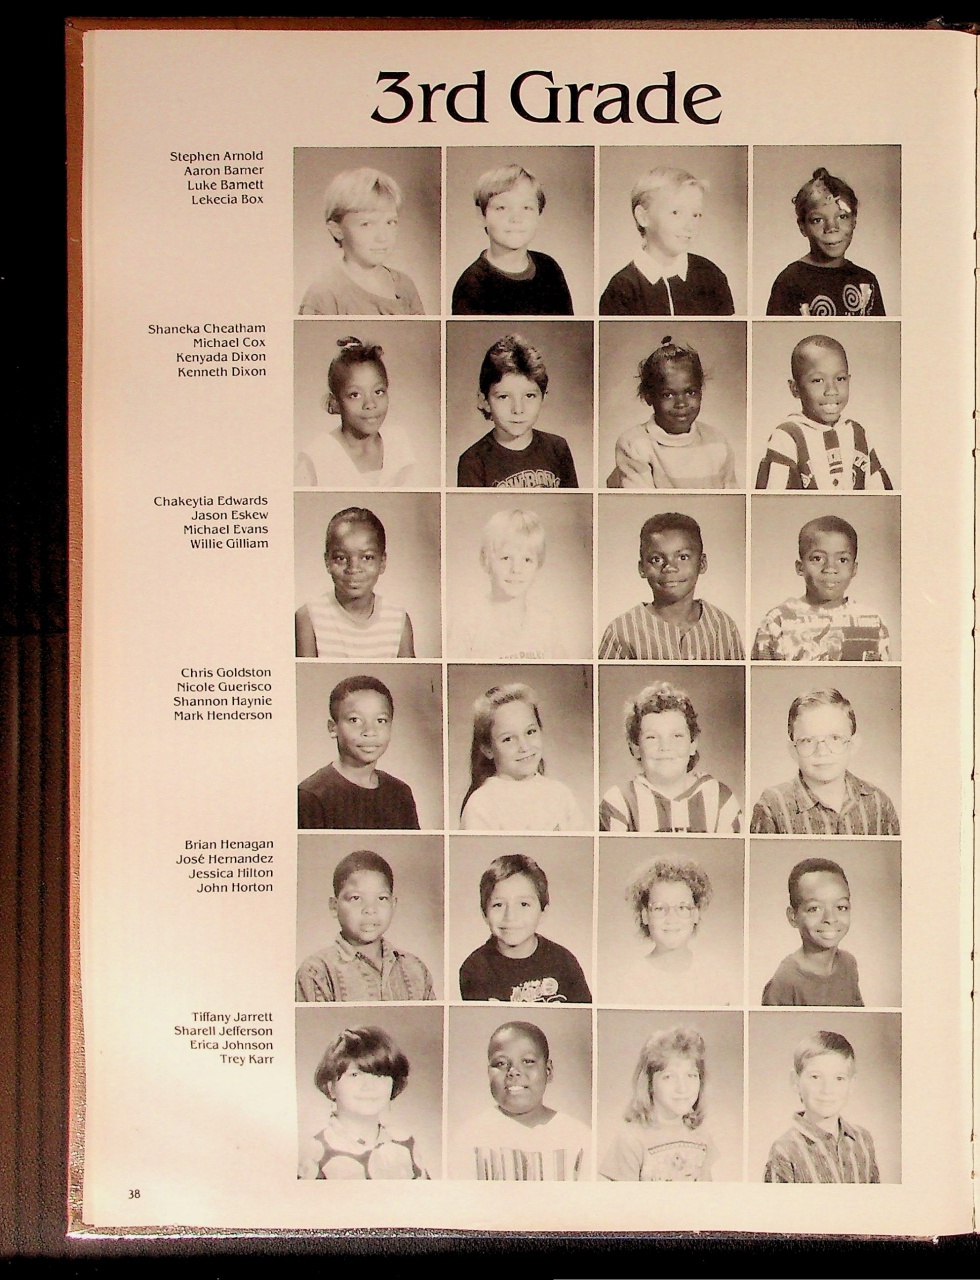 3rd Grade
Stephen Arnold
Aaron Barner
Luke Barnett
Lekecia Box
Shaneka Cheatham
Michael Cox
Kenyada Dixon
Kenneth Dixon
Chakeytia Edwards
Jason Eskew
Michael Evans
Willie Gilliam
Chris Goldston
Nicole Guerisco
Shannon Haynie
Mark Henderson
Brian Henagan
José Hernandez
Jessica Hilton
John Horton
Tiffany Jarrett
Sharell Jefferson
Erica Johnson
Trey Karr
38